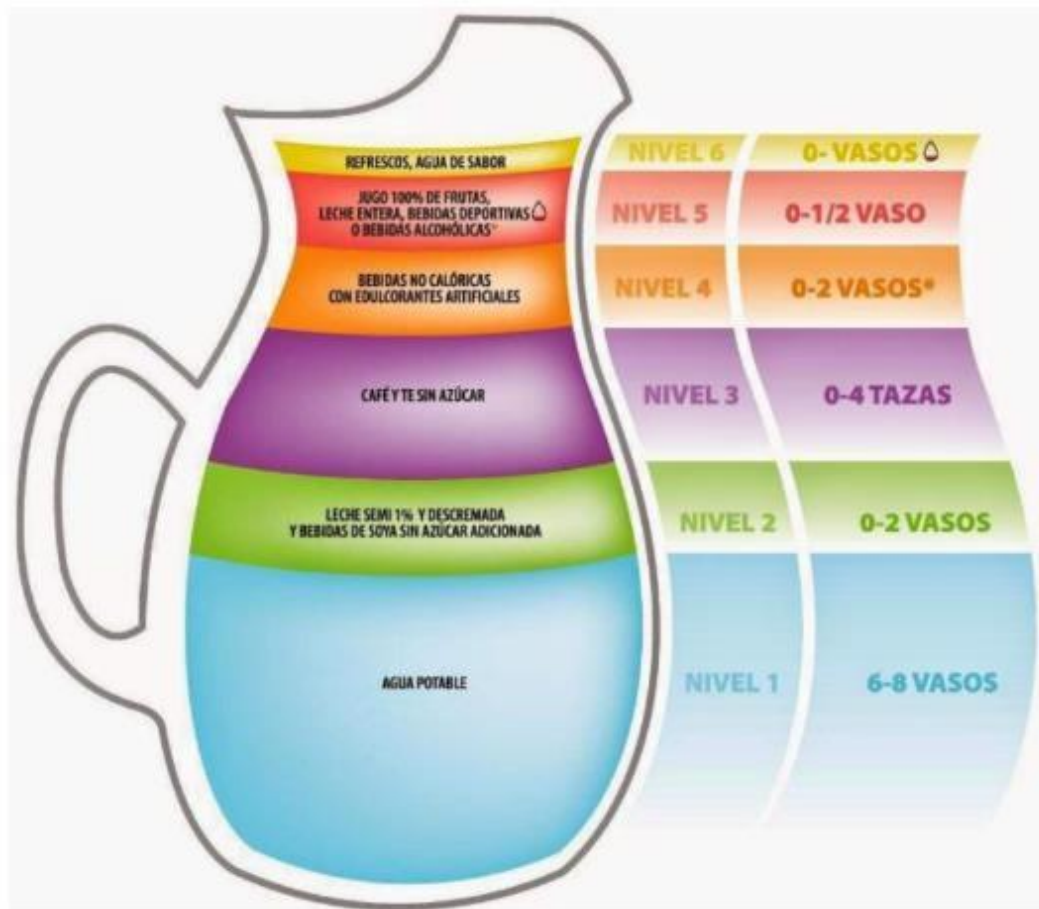 REFRESCOS, AGUA DE SABOR
NIVEL 6
0- VASOS
JUGO 100% DE FRUTAS,
LECHE ENTERA, BEBIDAS DEPORTIVAS
O BEBIDAS ALCOHÓLICAS*
NIVEL 5
0-1/2 VASO
BEBIDAS NO CALÓRICAS
CON EDULCORANTES ARTIFICIALES
NIVEL 4
0-2 VASOS*
CAFÉ Y TE SIN AZÚCAR
NIVEL 3
0-4 TAZAS
LECHE SEMI 1% Y DESCREMADA
Y BEBIDAS DE SOYA SIN AZÚCAR ADICIONADA
NIVEL 2
0-2 VASOS
AGUA POTABLE
NIVEL 1
6-8 VASOS